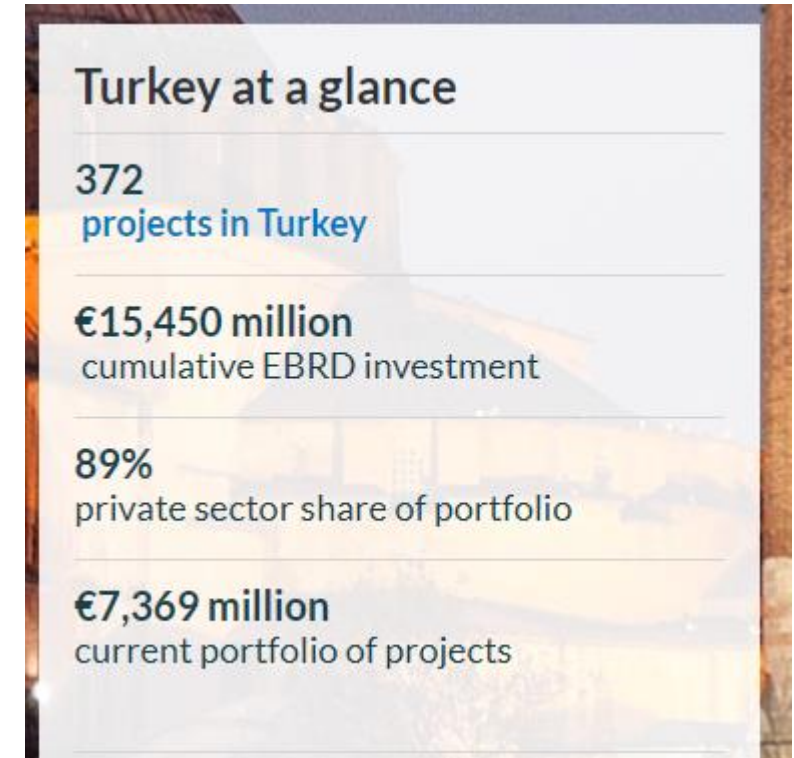 Turkey at a glance
372
projects in Turkey
€15,450 million
cumulative EBRD investment
89%
private sector share of portfolio
€7,369 million
current portfolio of projects